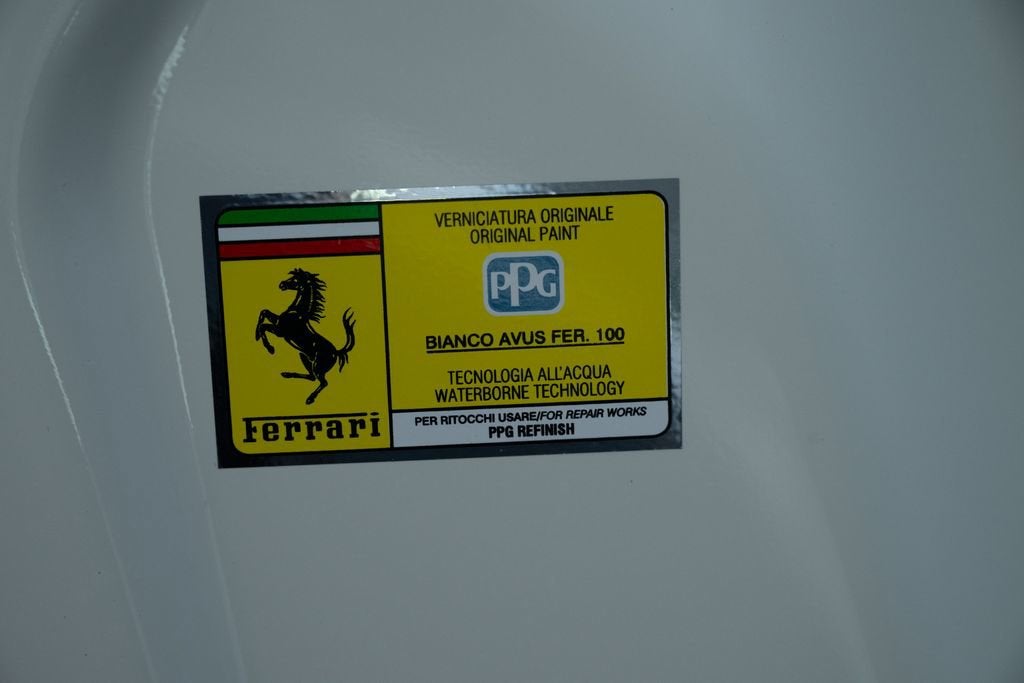 VERNICIATURA ORIGINALE
ORIGINAL PAINT
PPG
BIANCO AVUS FER. 100
TECNOLOGIA ALL'ACQUA
WATERBORNE TECHNOLOGY
PER RITOCCHI USARE/FOR REPAIR WORKS
PPG REFINISH
Ferrari